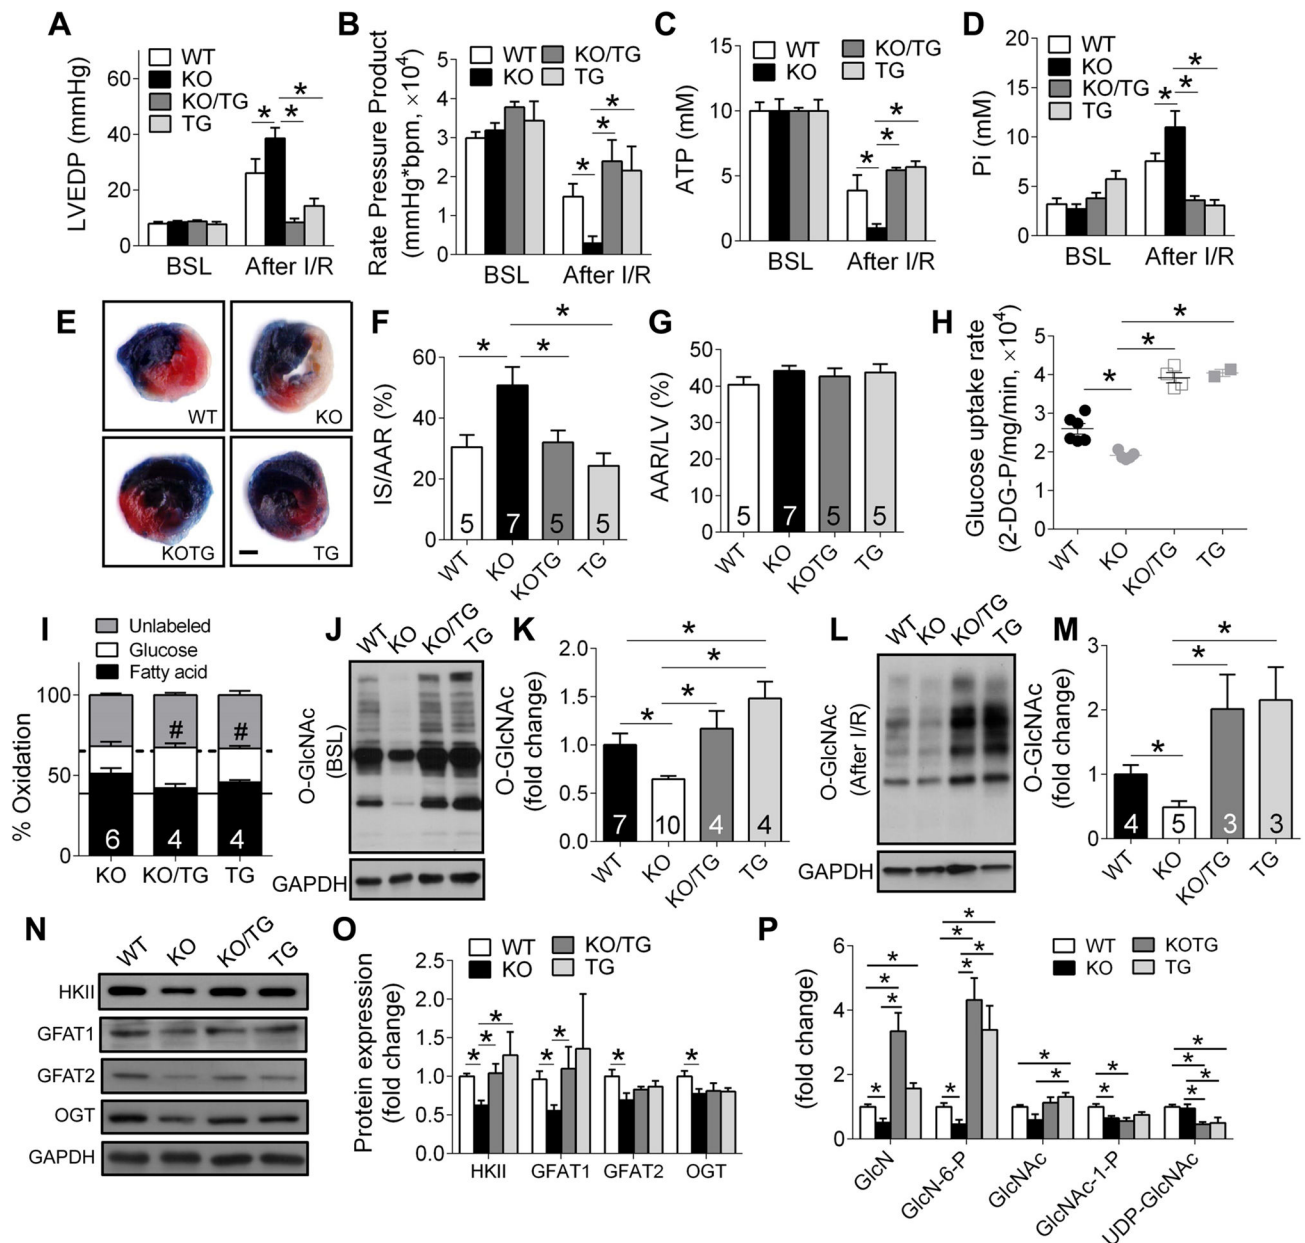 A
LVEDP (mmHg)
WT
KO
KO/TG
TG
60
40
20
0
* * *
BSL After I/R
B
Rate Pressure Product
(mmHg*bpm, ×10⁴)
WT KO/TG
KO TG
5
4
3
2
1
0
* * *
BSL After I/R
C
ATP (mM)
WT KO/TG
KO TG
15
10
5
0
* * *
BSL After I/R
D
Pi (mM)
WT
KO
KO/TG
TG
20
15
10
5
0
* * *
BSL After I/R
E
WT
KO
KOTG
TG
F
IS/AAR (%)
60
40
20
0
* * *
5 7 5 5
WT KO KOTG TG
G
AAR/LV (%)
50
40
30
20
10
0
5 7 5 5
WT KO KOTG TG
H
Glucose uptake rate
(2-DG-P/mg/min, ×10⁴)
5
4
3
2
1
0
* * *
WT KO KO/TG TG
I
Unlabeled
Glucose
Fatty acid
% Oxidation
100
50
0
# #
6 4 4
KO KO/TG TG
J
WT KO KO/TG TG
O-GlcNAc
(BSL)
GAPDH
K
O-GlcNAc
(fold change)
2.0
1.5
1.0
0.5
0.0
* * * *
7 10 4 4
WT KO KO/TG TG
L
WT KO KO/TG TG
O-GlcNAc
(After I/R)
GAPDH
M
O-GlcNAc
(fold change)
3
2
1
0
* * *
4 5 3 3
WT KO KO/TG TG
N
WT KO KO/TG TG
HKII
GFAT1
GFAT2
OGT
GAPDH
O
Protein expression
(fold change)
WT KO/TG
KO TG
2.5
2.0
1.5
1.0
0.5
0.0
* * * * * * *
HKII GFAT1 GFAT2 OGT
P
(fold change)
WT KOTG
KO TG
6
4
2
0
* * * *
* * * * *
* *
* *
* * * *
GlcN GlcN-6-P GlcNAc GlcNAc-1-P UDP-GlcNAc